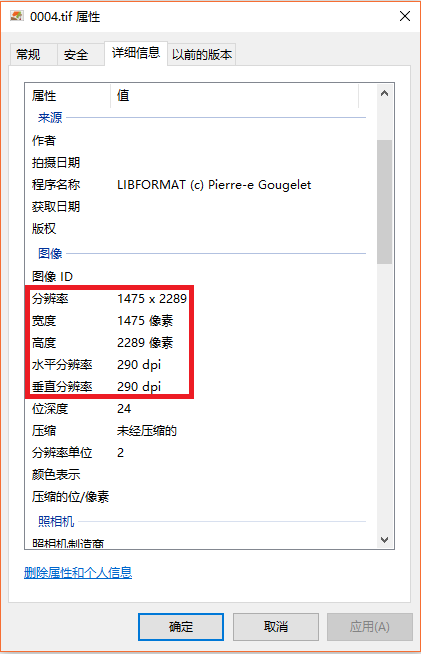 0004.tif 属性
常规 安全 详细信息 以前的版本
属性 值
来源
作者
拍摄日期
程序名称 LIBFORMAT (c) Pierre-e Gougelet
获取日期
版权
图像
图像 ID
分辨率 1475 x 2289
宽度 1475 像素
高度 2289 像素
水平分辨率 290 dpi
垂直分辨率 290 dpi
位深度 24
压缩 未经压缩的
分辨率单位 2
颜色表示
压缩的位/像素
照相机
照相机制造商
删除属性和个人信息
确定 取消 应用(A)